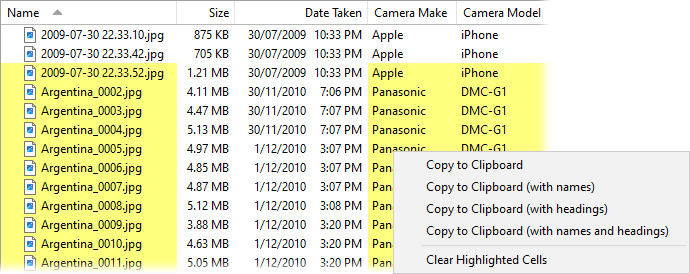 Name Size Date Taken Camera Make Camera Model
2009-07-30 22.33.10.jpg 875 KB 30/07/2009 10:33 PM Apple iPhone
2009-07-30 22.33.42.jpg 705 KB 30/07/2009 10:33 PM Apple iPhone
2009-07-30 22.33.52.jpg 1.21 MB 30/07/2009 10:33 PM Apple iPhone
Argentina_0002.jpg 4.11 MB 30/11/2010 7:06 PM Panasonic DMC-G1
Argentina_0003.jpg 4.47 MB 30/11/2010 7:07 PM Panasonic DMC-G1
Argentina_0004.jpg 5.13 MB 30/11/2010 7:07 PM Panasonic DMC-G1
Argentina_0005.jpg 4.97 MB 1/12/2010 3:07 PM Panasonic DMC-G1
Argentina_0006.jpg 4.85 MB 1/12/2010 3:07 PM Pana
Argentina_0007.jpg 4.87 MB 1/12/2010 3:07 PM Pana
Argentina_0008.jpg 5.12 MB 1/12/2010 3:08 PM Pana
Argentina_0009.jpg 3.88 MB 1/12/2010 3:20 PM Pana
Argentina_0010.jpg 4.63 MB 1/12/2010 3:20 PM Pana
Argentina_0011.jpg 5.05 MB 1/12/2010 3:20 PM Pana
Copy to Clipboard
Copy to Clipboard (with names)
Copy to Clipboard (with headings)
Copy to Clipboard (with names and headings)
Clear Highlighted Cells